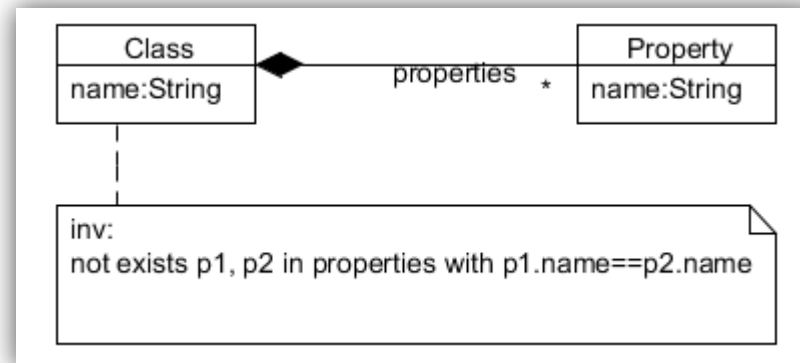 Class
name:String
properties
*
Property
name:String
inv:
not exists p1, p2 in properties with p1.name==p2.name